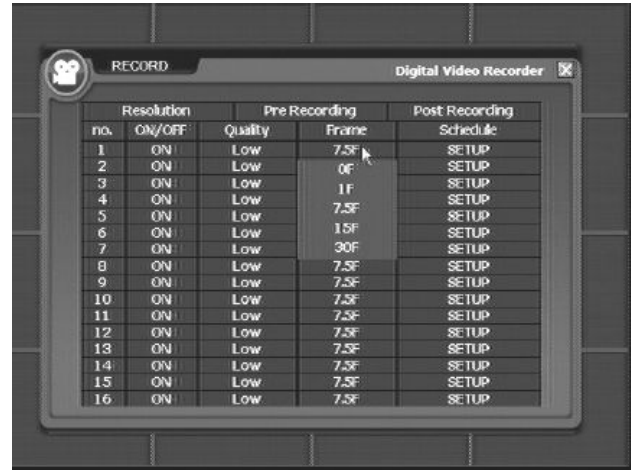 RECORD
Digital Video Recorder X
Resolution Pre Recording Post Recording
no. ON/OFF Quality Frame Schedule
1 ON Low 7.5F SETUP
2 ON Low 0F SETUP
3 ON Low 1F SETUP
4 ON Low 7.5F SETUP
5 ON Low 15F SETUP
6 ON Low SETUP
7 ON Low 30F SETUP
8 ON Low 7.5F SETUP
9 ON Low 7.5F SETUP
10 ON Low 7.5F SETUP
11 ON Low 7.5F SETUP
12 ON Low 7.5F SETUP
13 ON Low 7.5F SETUP
14 ON Low 7.5F SETUP
15 ON Low 7.5F SETUP
16 ON Low 7.5F SETUP